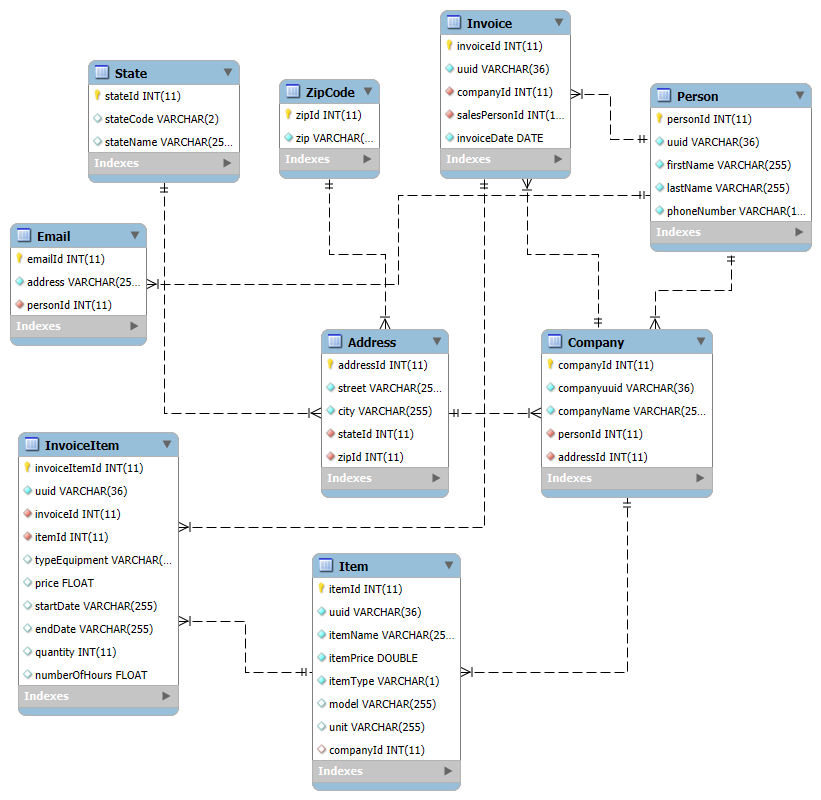 State
stateId INT(11)
stateCode VARCHAR(2)
stateName VARCHAR(25...
Indexes
ZipCode
zipId INT(11)
zip VARCHAR(...
Indexes
Invoice
invoiceId INT(11)
uuid VARCHAR(36)
companyId INT(11)
salesPersonId INT(1...
invoiceDate DATE
Indexes
Person
personId INT(11)
uuid VARCHAR(36)
firstName VARCHAR(255)
lastName VARCHAR(255)
phoneNumber VARCHAR(1...
Indexes
Email
emailId INT(11)
address VARCHAR(25...
personId INT(11)
Indexes
Address
addressId INT(11)
street VARCHAR(25...
city VARCHAR(255)
stateId INT(11)
zipId INT(11)
Indexes
Company
companyId INT(11)
companyuuid VARCHAR(36)
companyName VARCHAR(25...
personId INT(11)
addressId INT(11)
Indexes
InvoiceItem
invoiceItemId INT(11)
uuid VARCHAR(36)
invoiceId INT(11)
itemId INT(11)
typeEquipment VARCHAR(...
price FLOAT
startDate VARCHAR(255)
endDate VARCHAR(255)
quantity INT(11)
numberOfHours FLOAT
Indexes
Item
itemId INT(11)
uuid VARCHAR(36)
itemName VARCHAR(25...
itemPrice DOUBLE
itemType VARCHAR(1)
model VARCHAR(255)
unit VARCHAR(255)
companyId INT(11)
Indexes